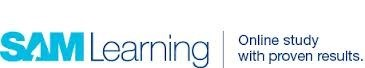 SAM Learning
Online study
with proven results.